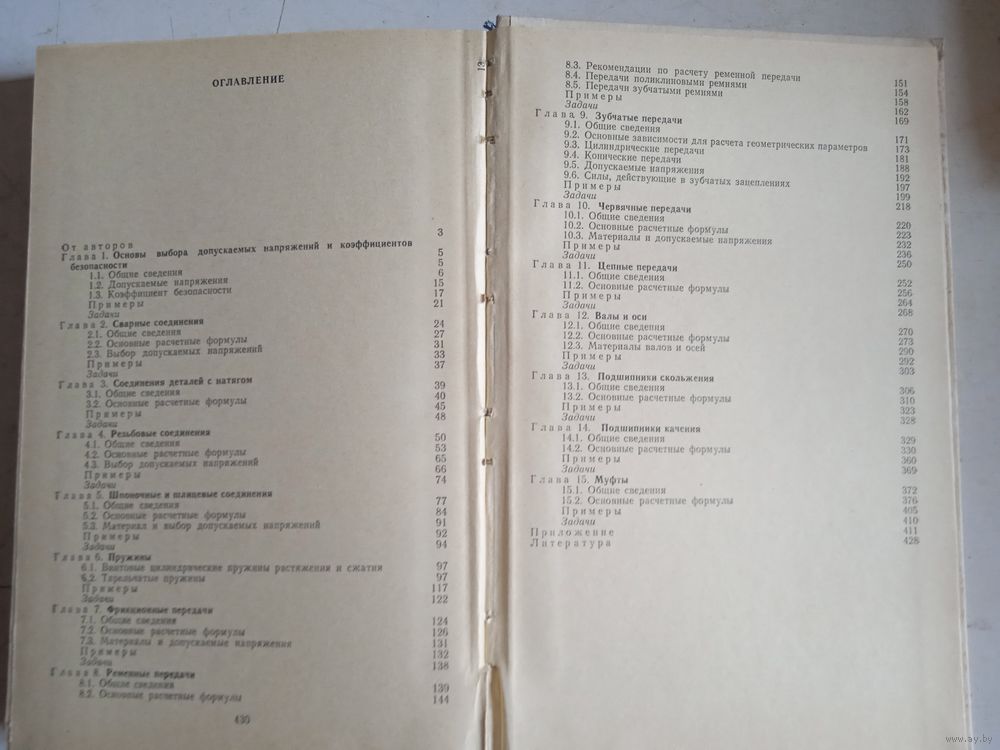 ОГЛАВЛЕНИЕ
От авторов 3
Глава 1. Основы выбора допускаемых напряжений и коэффициентов
безопасности 5
1.1. Общие сведения 5
1.2. Допускаемые напряжения 6
1.3. Коэффициент безопасности 15
Примеры 17
Задачи 21
Глава 2. Сварные соединения
2.1. Общие сведения 24
2.2. Основные расчетные формулы 27
2.3. Выбор допускаемых напряжений 31
Примеры 33
Задачи 37
Глава 3. Соединения деталей с натягом
3.1. Общие сведения 39
3.2. Основные расчетные формулы 40
Примеры 45
Задачи 48
Глава 4. Резьбовые соединения
4.1. Общие сведения 50
4.2. Основные расчетные формулы 53
4.3. Выбор допускаемых напряжений 65
Примеры 66
Задачи 74
Глава 5. Шпоночные и шлицевые соединения
5.1. Общие сведения 77
5.2. Основные расчетные формулы 84
5.3. Материал и выбор допускаемых напряжений 91
Примеры 92
Задачи 94
Глава 6. Пружины
6.1. Винтовые цилиндрические пружины растяжения и сжатия 97
6.2. Тарельчатые пружины 97
Примеры 117
Задачи 122
Глава 7. Фрикционные передачи
7.1. Общие сведения 124
7.2. Основные расчетные формулы 126
7.3. Материалы и допускаемые напряжения 131
Примеры 132
Задачи 138
Глава 8. Ременные передачи
8.1. Общие сведения 139
8.2. Основные расчетные формулы 144
430
8.3. Рекомендации по расчету ременной передачи 151
8.4. Передачи поликлиновыми ремнями 154
8.5. Передачи зубчатыми ремнями 158
Примеры 162
Задачи 169
Глава 9. Зубчатые передачи
9.1. Общие сведения 171
9.2. Основные зависимости для расчета геометрических параметров 173
9.3. Цилиндрические передачи 181
9.4. Конические передачи 188
9.5. Допускаемые напряжения 192
9.6. Силы, действующие в зубчатых зацеплениях 197
Примеры 199
Задачи 218
Глава 10. Червячные передачи
10.1. Общие сведения 220
10.2. Основные расчетные формулы 223
10.3. Материалы и допускаемые напряжения 232
Примеры 236
Задачи 250
Глава 11. Цепные передачи
11.1. Общие сведения 252
11.2. Основные расчетные формулы 256
Примеры 264
Задачи 268
Глава 12. Валы и оси
12.1. Общие сведения 270
12.2. Основные расчетные формулы 273
12.3. Материалы валов и осей 290
Примеры 292
Задачи 303
Глава 13. Подшипники скольжения
13.1. Общие сведения 306
13.2. Основные расчетные формулы 310
Примеры 323
Задачи 328
Глава 14. Подшипники качения
14.1. Общие сведения 329
14.2. Основные расчетные формулы 330
Примеры 360
Задачи 369
Глава 15. Муфты
15.1. Общие сведения 372
15.2. Основные расчетные формулы 376
Примеры 405
Задачи 410
Приложение 411
Литература 428
www.ay.by